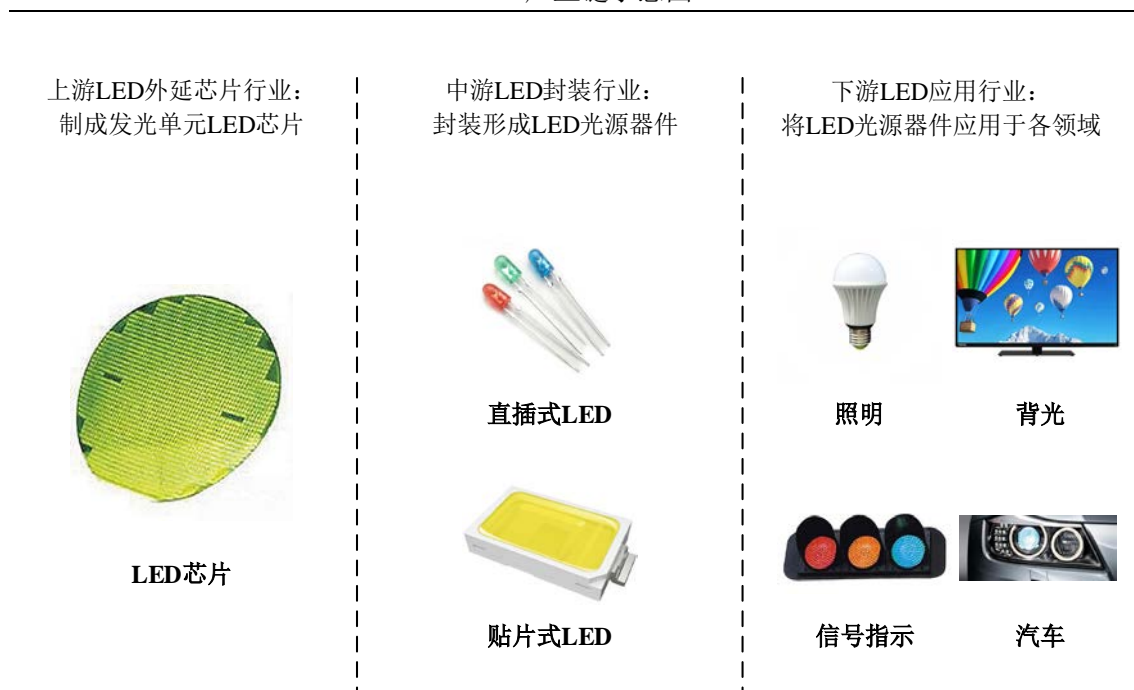 上游LED外延芯片行业：
制成发光单元LED芯片
中游LED封装行业：
封装形成LED光源器件
下游LED应用行业：
将LED光源器件应用于各领域
直插式LED
照明
背光
LED芯片
贴片式LED
信号指示
汽车